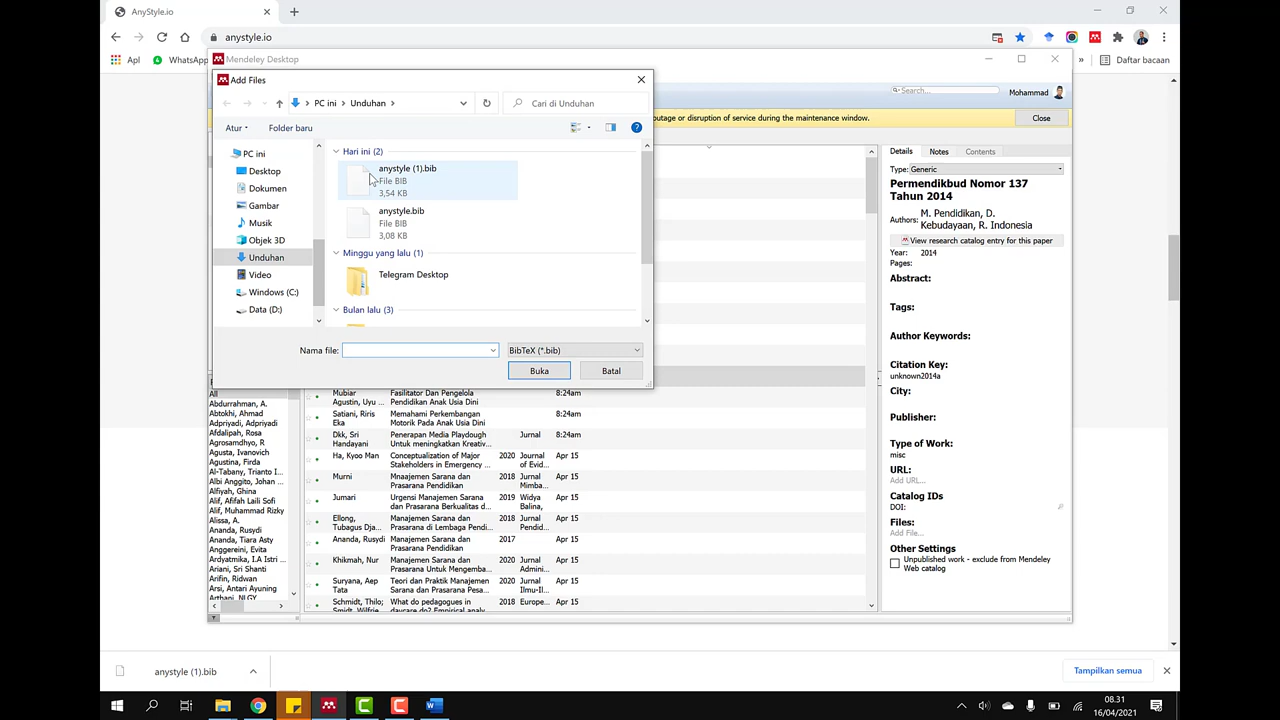 AnyStyle.io
anystyle.io
Apl
WhatsApp
»
Daftar bacaan
Mendeley Desktop
Search...
Mohammad
outage or disruption of service during the maintenance window.
Close
Add Files
PC ini
Unduhan
Cari di Unduhan
Atur
Folder baru
PC ini
Desktop
Dokumen
Gambar
Musik
Objek 3D
Unduhan
Video
Windows (C:)
Data (D:)
Hari ini (2)
anystyle (1).bib
File BIB
3,54 KB
anystyle.bib
File BIB
3,08 KB
Minggu yang lalu (1)
Telegram Desktop
Bulan lalu (3)
Nama file:
BibTeX (*.bib)
Buka
Batal
All
Abdurrahman, A.
Abtokhi, Ahmad
Adpriyadi, Adpriyadi
Afdalipah, Rosa
Agrosamdhyo, R
Agusta, Ivanovich
Agustina, Firda
Al-Tabany, Trianto I...
Albi Anggito, Johan ...
Alfiyah, Ghina
Alif, Afifah Laili Sofi
Alif, Muhammad Rizky
Alissa, A.
Ananda, Rusydi
Ananda, Tiara Asty
Anggereini, Evita
Ardyatmika, I.A Istri ...
Ariani, Sri Shanti
Arifin, Ridwan
Arsi, Antari Ayuning
Mubiar Agustin, Uyu ... Fasilitator Dan Pengelola Pendidikan Anak Usia Dini 8:24am
Satiani, Riris Eka Memahami Perkembangan Motorik Pada Anak Usia Dini 8:24am
Dkk, Sri Handayani Penerapan Media Playdough Untuk meningkatkan Kreativ... Jurnal 8:24am
Ha, Kyoo Man Conceptualization of Major Stakeholders in Emergency ... 2020 Journal of Evid... Apr 15
Murni Mnaajemen Sarana dan Prasarana Pendidikan 2018 Jurnal Mimba... Apr 15
Jumari Urgensi Manajemen Sarana dan Prasarana Berkualitas d... 2019 Widya Balina, Apr 15
Ellong, Tubagus Dja... Manajemen Sarana dan Prasarana di Lembaga Pendi... 2018 Jurnal Pendid... Apr 15
Ananda, Rusydi Manajemen Sarana dan Prasarana Pendidikan 2017 Apr 15
Khikmah, Nur Manajemen Sarana dan Prasarana Untuk Mengemba... 2020 Jurnal Admini... Apr 15
Suryana, Aep Tata Teori dan Praktik Manajemen Sarana dan Prasarana Pend... 2020 Jurnal Ilmu-Il... Apr 15
Schmidt, Thilo; Smidt, Wilfrie... What do pedagogues in daycare do? Empirical analy... 2018 Europe... Apr 15
Details
Notes
Contents
Type: Generic
Permendikbud Nomor 137
Tahun 2014
Authors: M. Pendidikan, D.
Kebudayaan, R. Indonesia
View research catalog entry for this paper
Year: 2014
Pages:
Abstract:
Tags:
Author Keywords:
Citation Key:
unknown2014a
City:
Publisher:
Type of Work:
misc
URL:
Add URL...
Catalog IDs
DOI:
Files:
Add File...
Other Settings
Unpublished work - exclude from Mendeley
Web catalog
anystyle (1).bib
Tampilkan semua
08.31
16/04/2021